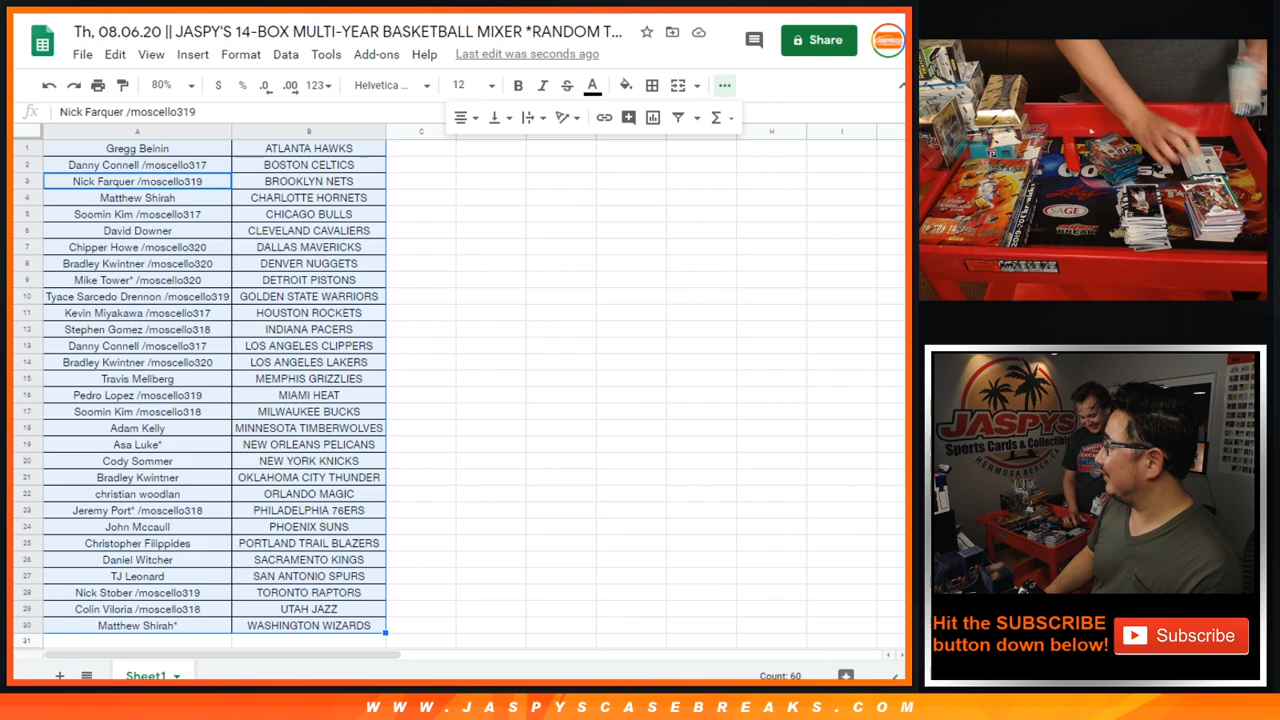 Th, 08.06.20 || JASPY'S 14-BOX MULTI-YEAR BASKETBALL MIXER *RANDOM T...
File Edit View Insert Format Data Tools Add-ons Help Last edit was seconds ago
Share
80% $ % .0 .00 123 Helvetica ... 12 B I S A
fx Nick Farquer /moscello319
A B C H I
1 Gregg Beinin ATLANTA HAWKS
2 Danny Connell /moscello317 BOSTON CELTICS
3 Nick Farquer /moscello319 BROOKLYN NETS
4 Matthew Shirah CHARLOTTE HORNETS
5 Soomin Kim /moscello317 CHICAGO BULLS
6 David Downer CLEVELAND CAVALIERS
7 Chipper Howe /moscello320 DALLAS MAVERICKS
8 Bradley Kwintner /moscello320 DENVER NUGGETS
9 Mike Tower* /moscello320 DETROIT PISTONS
10 Tyace Sarcedo Drennon /moscello319 GOLDEN STATE WARRIORS
11 Kevin Miyakawa /moscello317 HOUSTON ROCKETS
12 Stephen Gomez /moscello318 INDIANA PACERS
13 Danny Connell /moscello317 LOS ANGELES CLIPPERS
14 Bradley Kwintner /moscello320 LOS ANGELES LAKERS
15 Travis Mellberg MEMPHIS GRIZZLIES
16 Pedro Lopez /moscello319 MIAMI HEAT
17 Soomin Kim /moscello318 MILWAUKEE BUCKS
18 Adam Kelly MINNESOTA TIMBERWOLVES
19 Asa Luke* NEW ORLEANS PELICANS
20 Cody Sommer NEW YORK KNICKS
21 Bradley Kwintner OKLAHOMA CITY THUNDER
22 christian woodlan ORLANDO MAGIC
23 Jeremy Port* /moscello318 PHILADELPHIA 76ERS
24 John Mccaull PHOENIX SUNS
25 Christopher Filippides PORTLAND TRAIL BLAZERS
26 Daniel Witcher SACRAMENTO KINGS
27 TJ Leonard SAN ANTONIO SPURS
28 Nick Stober /moscello319 TORONTO RAPTORS
29 Colin Viloria /moscello318 UTAH JAZZ
30 Matthew Shirah* WASHINGTON WIZARDS
31
Sheet1 Count: 60
SAGE
JASPYS
Sports Cards & Collectibles
HERMOSA BEACH, CA
Hit the SUBSCRIBE
button down below!
Subscribe
WWW.JASPYSCASEBREAKS.COM